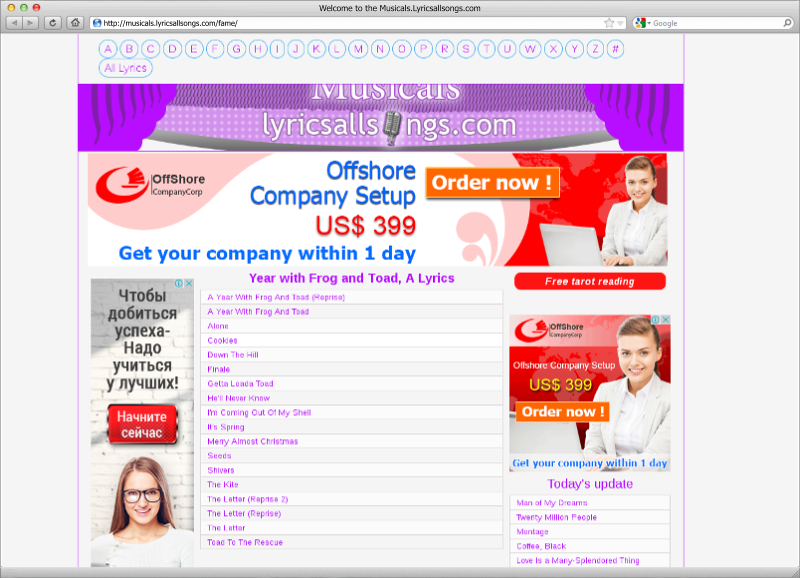 Welcome to the Musicals.Lyricsallsongs.com
http://musicals.lyricsallsongs.com/fame/
Google
A B C D E F G H I J K L M N O P R S T U W X Y Z #
All Lyrics
Musicals
lyricsallsongs.com
OffShore
CompanyCorp
Offshore
Company Setup
US$ 399
Get your company within 1 day
Order now !
Чтобы
добиться
успеха-
Надо
учиться
у лучших!
Начните
сейчас
Year with Frog and Toad, A Lyrics
A Year With Frog And Toad (Reprise)
A Year With Frog And Toad
Alone
Cookies
Down The Hill
Finale
Getta Loada Toad
He'll Never Know
I'm Coming Out Of My Shell
It's Spring
Merry Almost Christmas
Seeds
Shivers
The Kite
The Letter (Reprise 2)
The Letter (Reprise)
The Letter
Toad To The Rescue
Free tarot reading
OffShore
CompanyCorp
Offshore Company Setup
US$ 399
Order now !
Get your company within 1 day
Today's update
Man of My Dreams
Twenty Million People
Montage
Coffee, Black
Love Is a Many-Splendored Thing